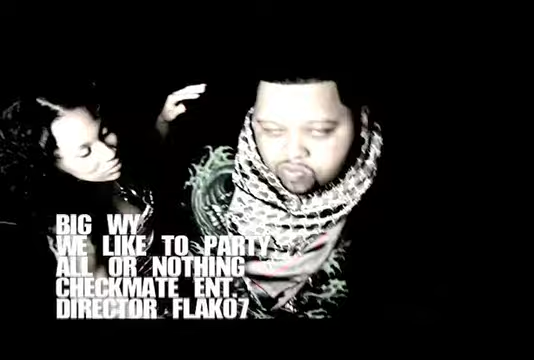 BIG WY
WE LIKE TO PARTY
ALL OR NOTHING
CHECKMATE ENT.
DIRECTOR FLAKO7